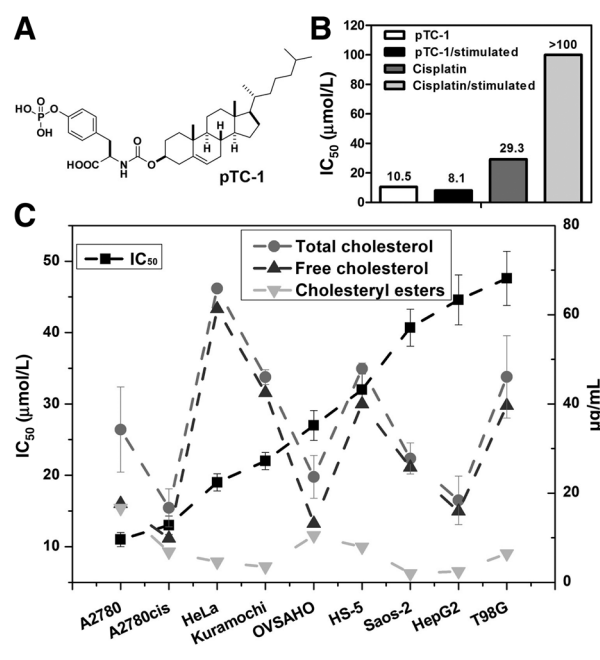 A
HO
O
P
O
HO
OH
HOOC
N
H
O
O
H
H
H
pTC-1
B
IC50 (μmol/L)
120
100
80
60
40
20
0
pTC-1
pTC-1/stimulated
Cisplatin
Cisplatin/stimulated
10.5
8.1
29.3
>100
C
IC50
Total cholesterol
Free cholesterol
Cholesteryl esters
IC50 (μmol/L)
50
40
30
20
10
80
60
40
20
0
μg/mL
A2780
A2780cis
HeLa
Kuramochi
OVSAHO
HS-5
Saos-2
HepG2
T98G